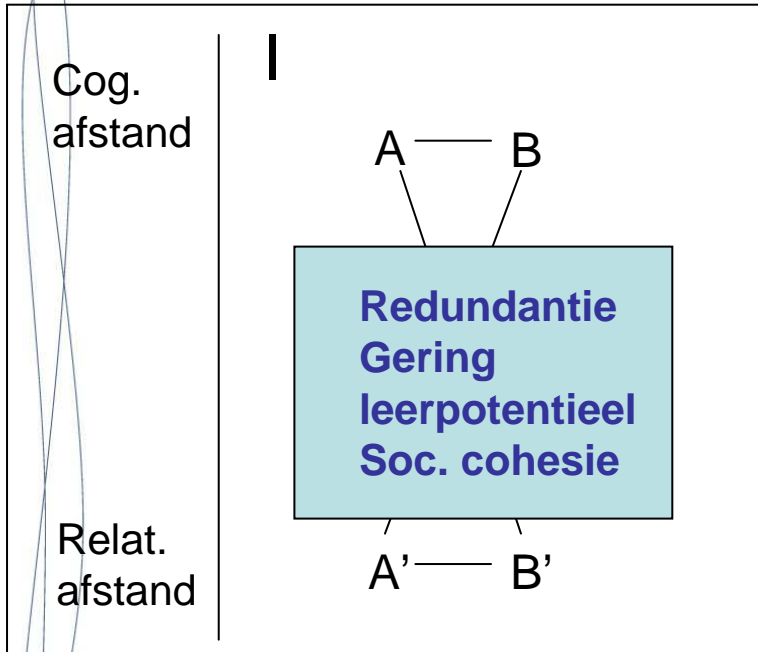 Cog.
afstand
I
A B
Redundantie
Gering
leerpotentieel
Soc. cohesie
Relat.
afstand
A’ B’